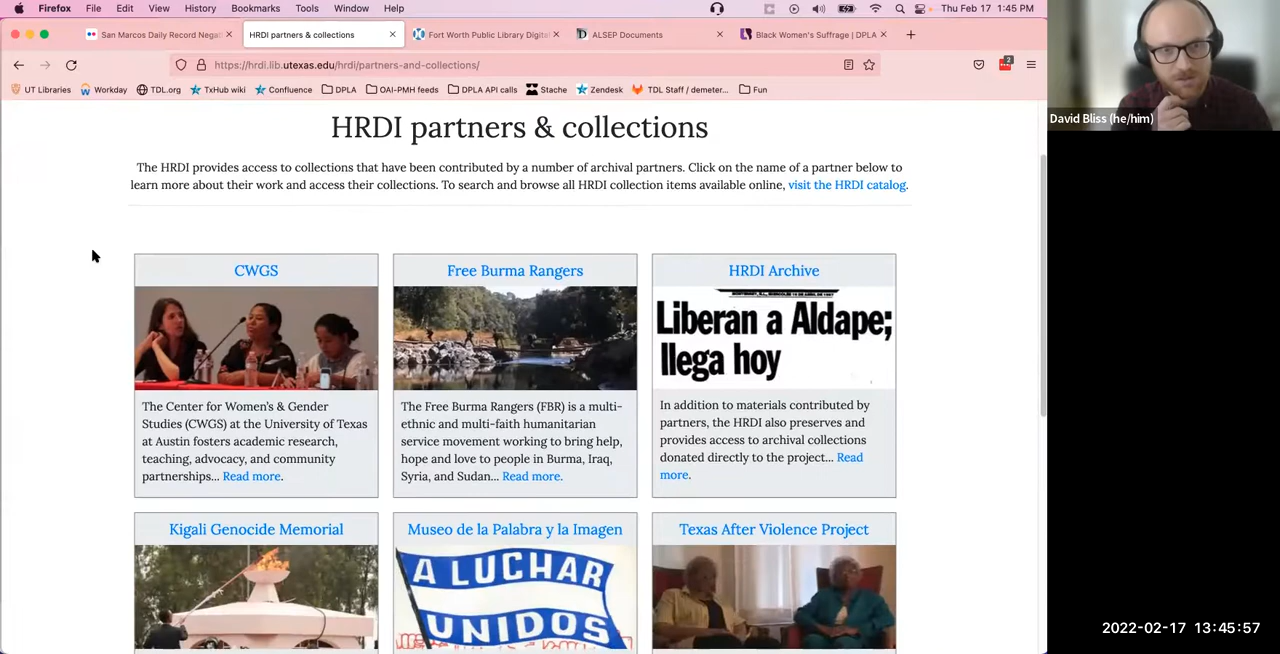 Firefox File Edit View History Bookmarks Tools Window Help Thu Feb 17 1:45 PM
San Marcos Daily Record Negat HRDI partners & collections Fort Worth Public Library Digita ALSEP Documents Black Women's Suffrage | DPLA
https://hrdi.lib.utexas.edu/hrdi/partners-and-collections/ 2
UT Libraries Workday TDL.org TxHub wiki Confluence DPLA OAI-PMH feeds DPLA API calls Stache Zendesk TDL Staff / demeter... Fun
David Bliss (he/him)
HRDI partners & collections
The HRDI provides access to collections that have been contributed by a number of archival partners. Click on the name of a partner below to
learn more about their work and access their collections. To search and browse all HRDI collection items available online, visit the HRDI catalog.
CWGS
The Center for Women's & Gender
Studies (CWGS) at the University of Texas
at Austin fosters academic research,
teaching, advocacy, and community
partnerships... Read more.
Free Burma Rangers
The Free Burma Rangers (FBR) is a multi-
ethnic and multi-faith humanitarian
service movement working to bring help,
hope and love to people in Burma, Iraq,
Syria, and Sudan... Read more.
HRDI Archive
Liberan a Aldape;
llega hoy
In addition to materials contributed by
partners, the HRDI also preserves and
provides access to archival collections
donated directly to the project... Read
more.
Kigali Genocide Memorial
Museo de la Palabra y la Imagen
A LUCHAR
UNIDOS
Texas After Violence Project
2022-02-17 13:45:57